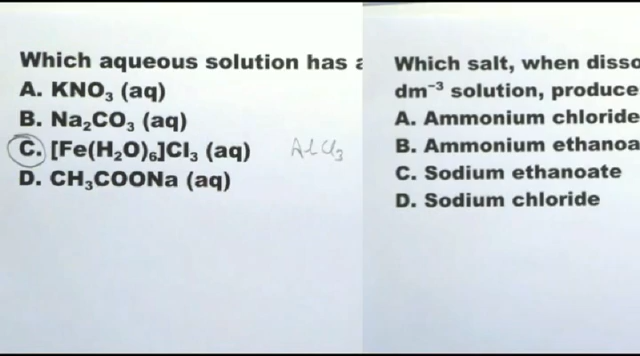 Which aqueous solution has a
A. KNO₃ (aq)
B. Na₂CO₃ (aq)
C. [Fe(H₂O)₆]Cl₃ (aq) AlCl₃
D. CH₃COONa (aq)
Which salt, when disso
dm⁻³ solution, produce
A. Ammonium chloride
B. Ammonium ethanoa
C. Sodium ethanoate
D. Sodium chloride